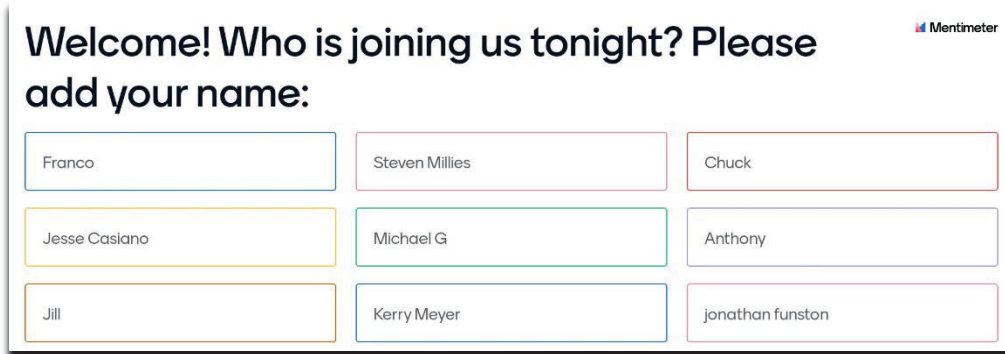 Welcome! Who is joining us tonight? Please
add your name:
Mentimeter
Franco
Steven Millies
Chuck
Jesse Casiano
Michael G
Anthony
Jill
Kerry Meyer
jonathan funston